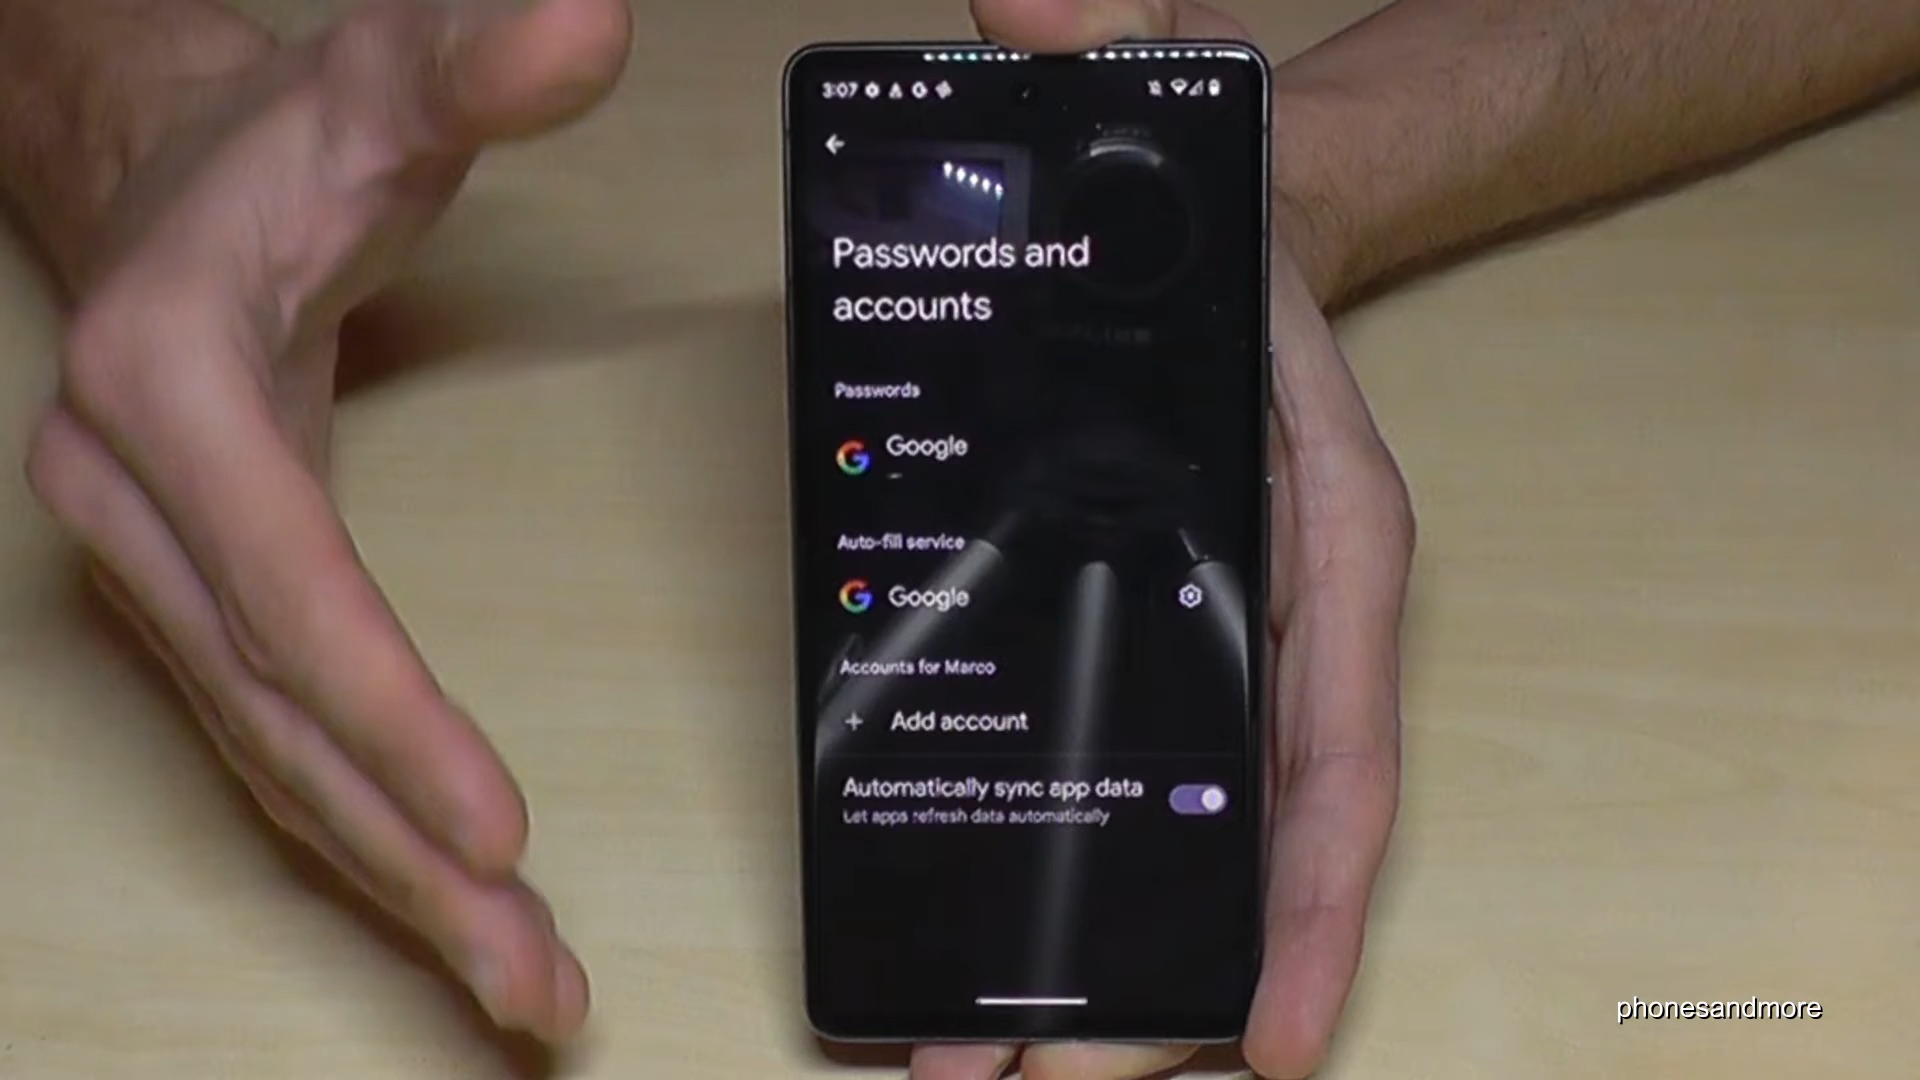 3:07
Passwords and
accounts
Passwords
Google
Auto-fill service
Google
Accounts for Marco
+ Add account
Automatically sync app data
Let apps refresh data automatically
phonesandmore